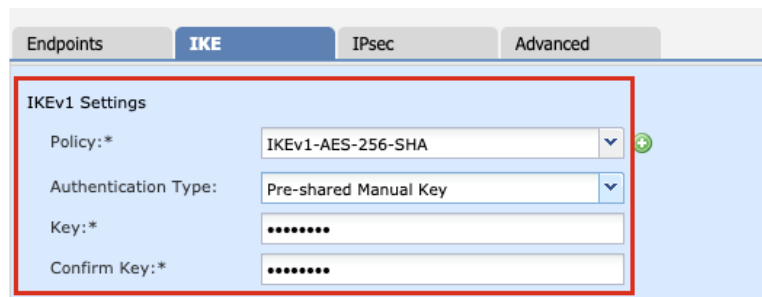 Endpoints IKE IPsec Advanced
IKEv1 Settings
Policy:* IKEv1-AES-256-SHA
Authentication Type: Pre-shared Manual Key
Key:* ••••••••
Confirm Key:* ••••••••